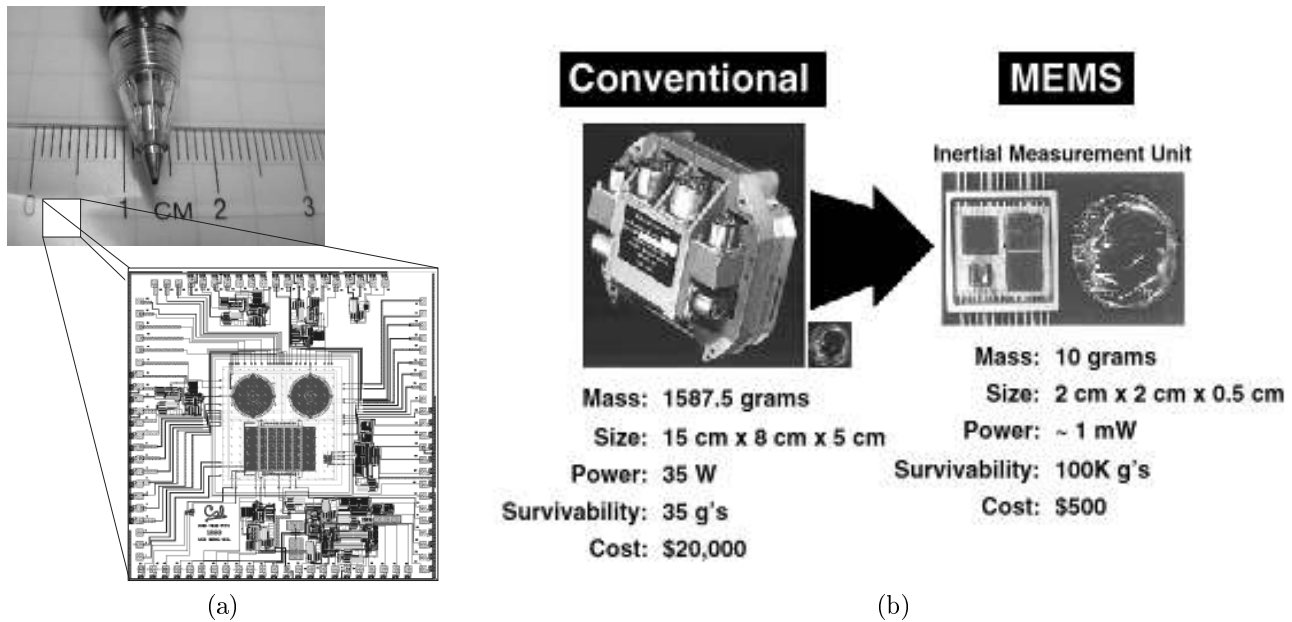 0 1 CM 2 3
Cal
(a)
Conventional
MEMS
Inertial Measurement Unit
Mass: 1587.5 grams
Size: 15 cm x 8 cm x 5 cm
Power: 35 W
Survivability: 35 g's
Cost: $20,000
Mass: 10 grams
Size: 2 cm x 2 cm x 0.5 cm
Power: ~ 1 mW
Survivability: 100K g's
Cost: $500
(b)